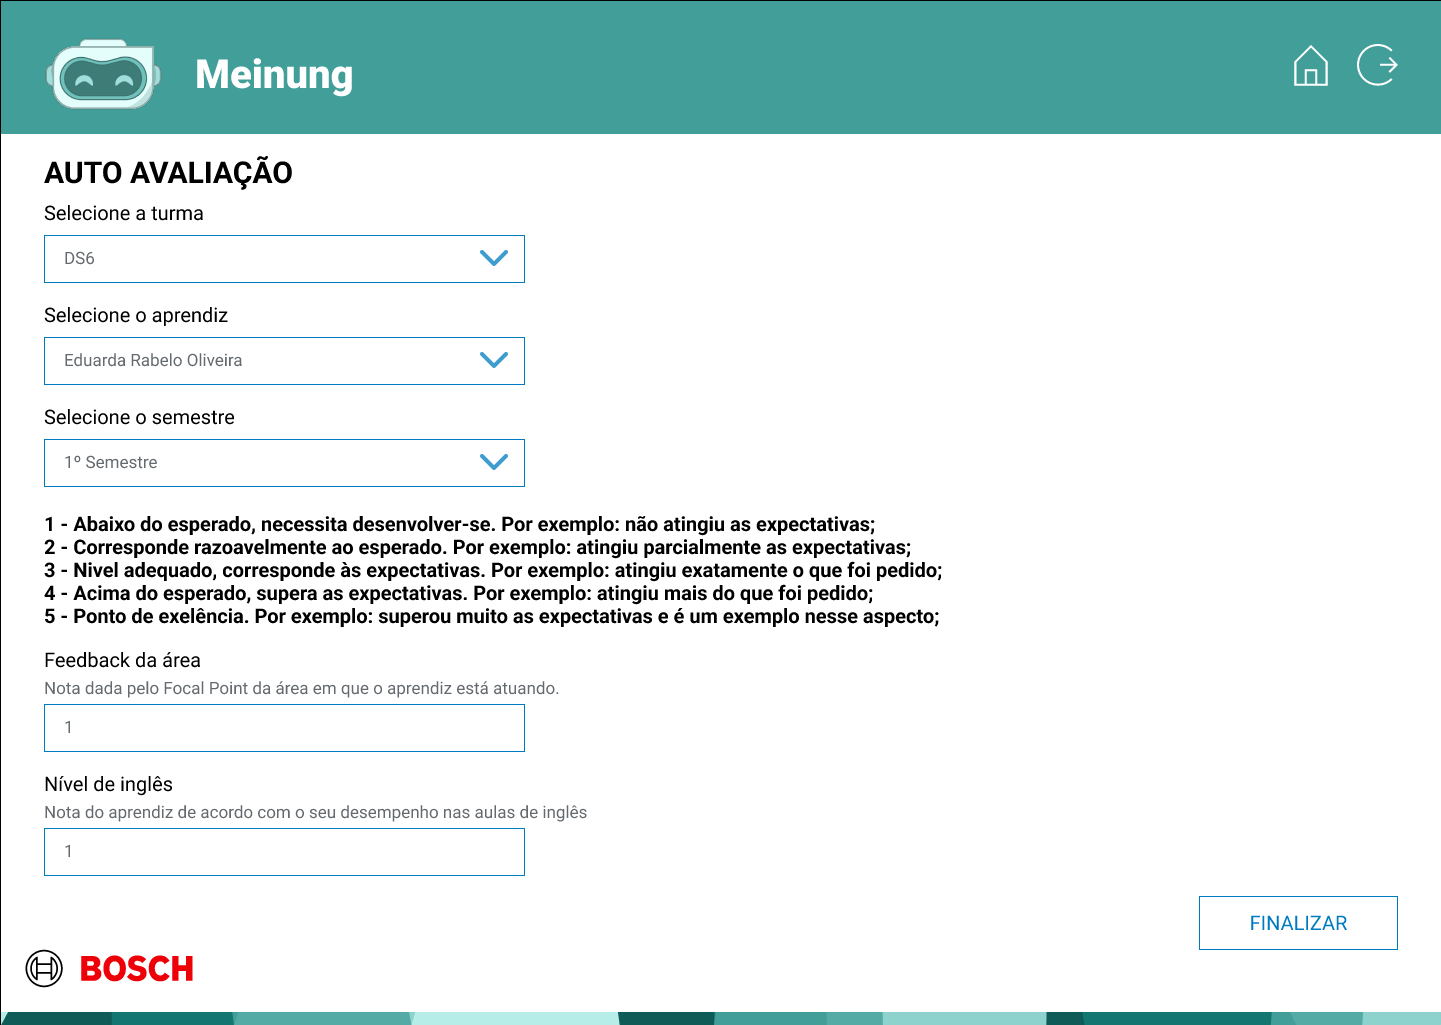 Meinung
AUTO AVALIAÇÃO
Selecione a turma
DS6
Selecione o aprendiz
Eduarda Rabelo Oliveira
Selecione o semestre
1º Semestre
1 - Abaixo do esperado, necessita desenvolver-se. Por exemplo: não atingiu as expectativas;
2 - Corresponde razoavelmente ao esperado. Por exemplo: atingiu parcialmente as expectativas;
3 - Nivel adequado, corresponde às expectativas. Por exemplo: atingiu exatamente o que foi pedido;
4 - Acima do esperado, supera as expectativas. Por exemplo: atingiu mais do que foi pedido;
5 - Ponto de exelência. Por exemplo: superou muito as expectativas e é um exemplo nesse aspecto;
Feedback da área
Nota dada pelo Focal Point da área em que o aprendiz está atuando.
1
Nível de inglês
Nota do aprendiz de acordo com o seu desempenho nas aulas de inglês
1
FINALIZAR
BOSCH